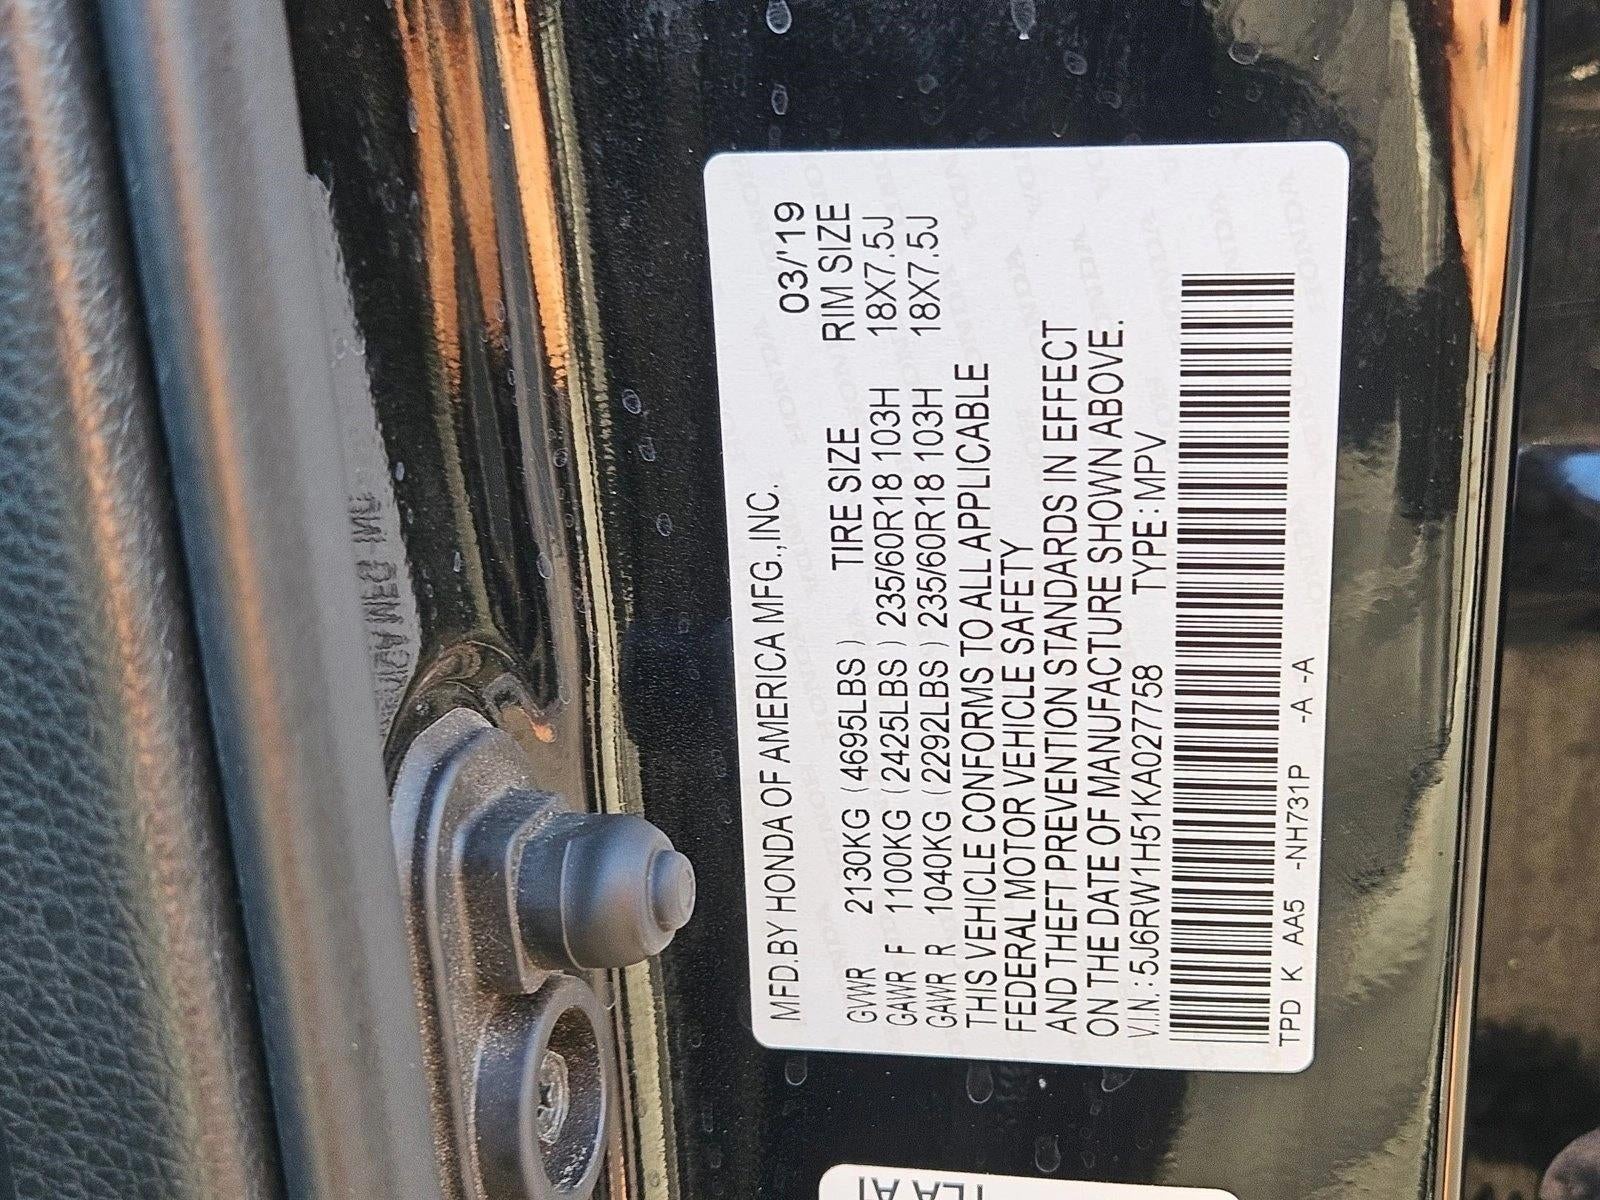 MFD.BY HONDA OF AMERICA MFG.,INC. 03/'19
TIRE SIZE RIM SIZE
GVWR 2130KG (4695LBS)
GAWR F 1100KG (2425LBS) 235/60R18 103H 18X7.5J
GAWR R 1040KG (2292LBS) 235/60R18 103H 18X7.5J
THIS VEHICLE CONFORMS TO ALL APPLICABLE
FEDERAL MOTOR VEHICLE SAFETY
AND THEFT PREVENTION STANDARDS IN EFFECT
ON THE DATE OF MANUFACTURE SHOWN ABOVE.
V.I.N.:5J6RW1H51KA027758 TYPE:MPV
TPD K AA5 -NH731P -A -A